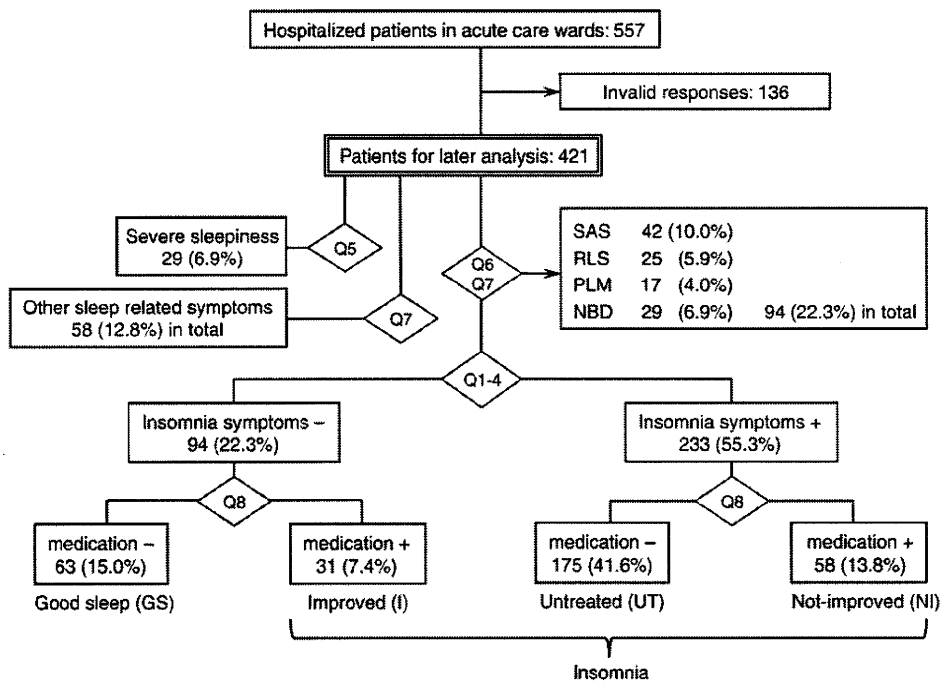 Hospitalized patients in acute care wards: 557
Invalid responses: 136
Patients for later analysis: 421
Severe sleepiness
29 (6.9%)
Q5
Q6
Q7
SAS 42 (10.0%)
RLS 25 (5.9%)
PLM 17 (4.0%)
NBD 29 (6.9%) 94 (22.3%) in total
Other sleep related symptoms
58 (12.8%) in total
Q7
Q1-4
Insomnia symptoms –
94 (22.3%)
Insomnia symptoms +
233 (55.3%)
Q8
Q8
medication –
63 (15.0%)
medication +
31 (7.4%)
medication –
175 (41.6%)
medication +
58 (13.8%)
Good sleep (GS)
Improved (I)
Untreated (UT)
Not-improved (NI)
Insomnia